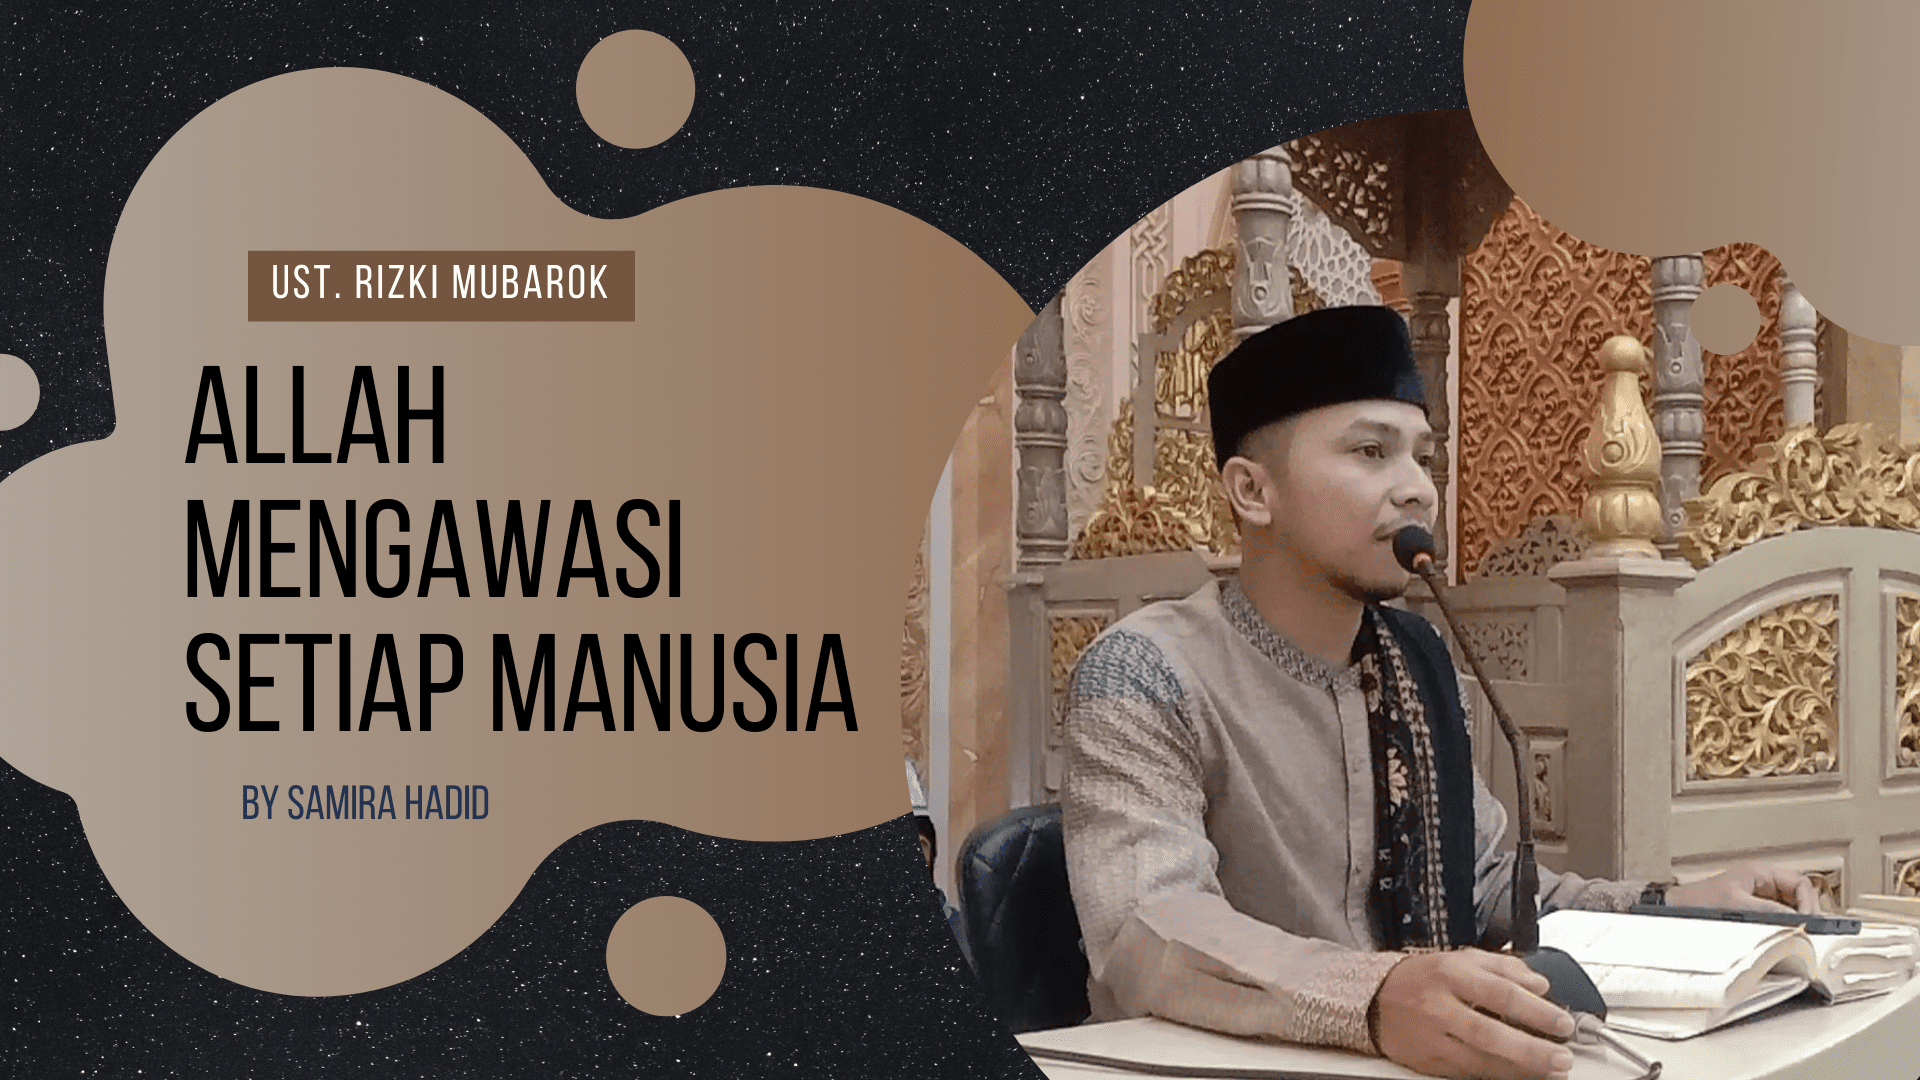 UST. RIZKI MUBAROK
ALLAH
MENGAWASI
SETIAP MANUSIA
BY SAMIRA HADID